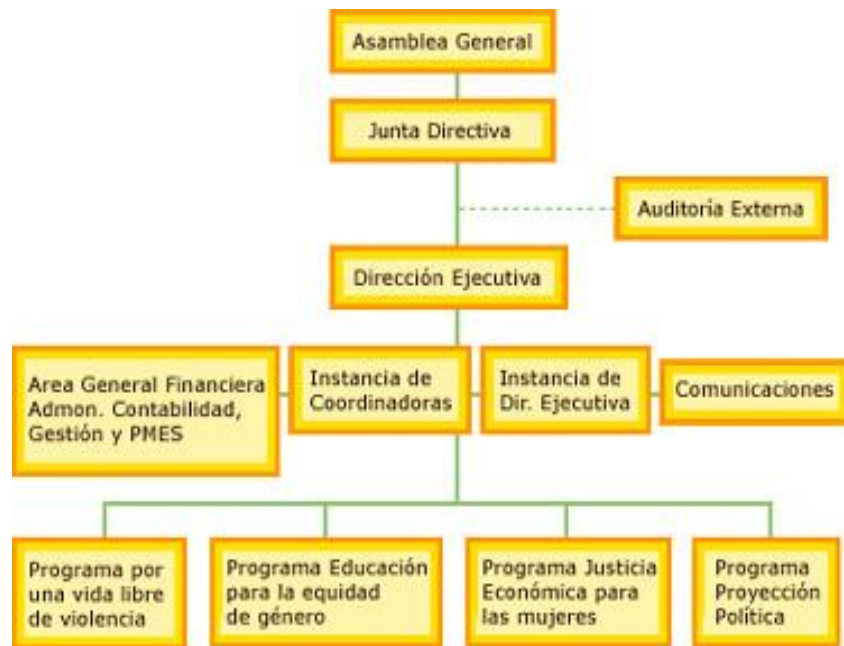 Asamblea General
Junta Directiva
Auditoría Externa
Dirección Ejecutiva
Area General Financiera
Admon. Contabilidad,
Gestión y PMES
Instancia de
Coordinadoras
Instancia de
Dir. Ejecutiva
Comunicaciones
Programa por
una vida libre
de violencia
Programa Educación
para la equidad
de género
Programa Justicia
Económica para
las mujeres
Programa
Proyección
Política